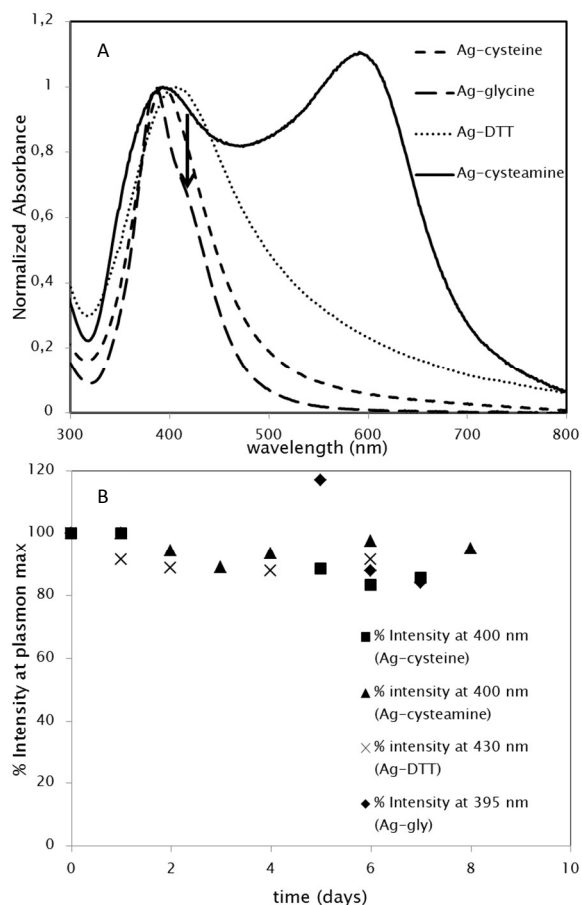 A
Ag-cysteine
Ag-glycine
Ag-DTT
Ag-cysteamine
Normalized Absorbance
1,2
1
0,8
0,6
0,4
0,2
0
300
400
500
600
700
800
wavelength (nm)
B
% Intensity at plasmon max
120
100
80
60
40
20
0
% Intensity at 400 nm
(Ag-cysteine)
% intensity at 400 nm
(Ag-cysteamine)
% intensity at 430 nm
(Ag-DTT)
% Intensity at 395 nm
(Ag-gly)
0
2
4
6
8
10
time (days)